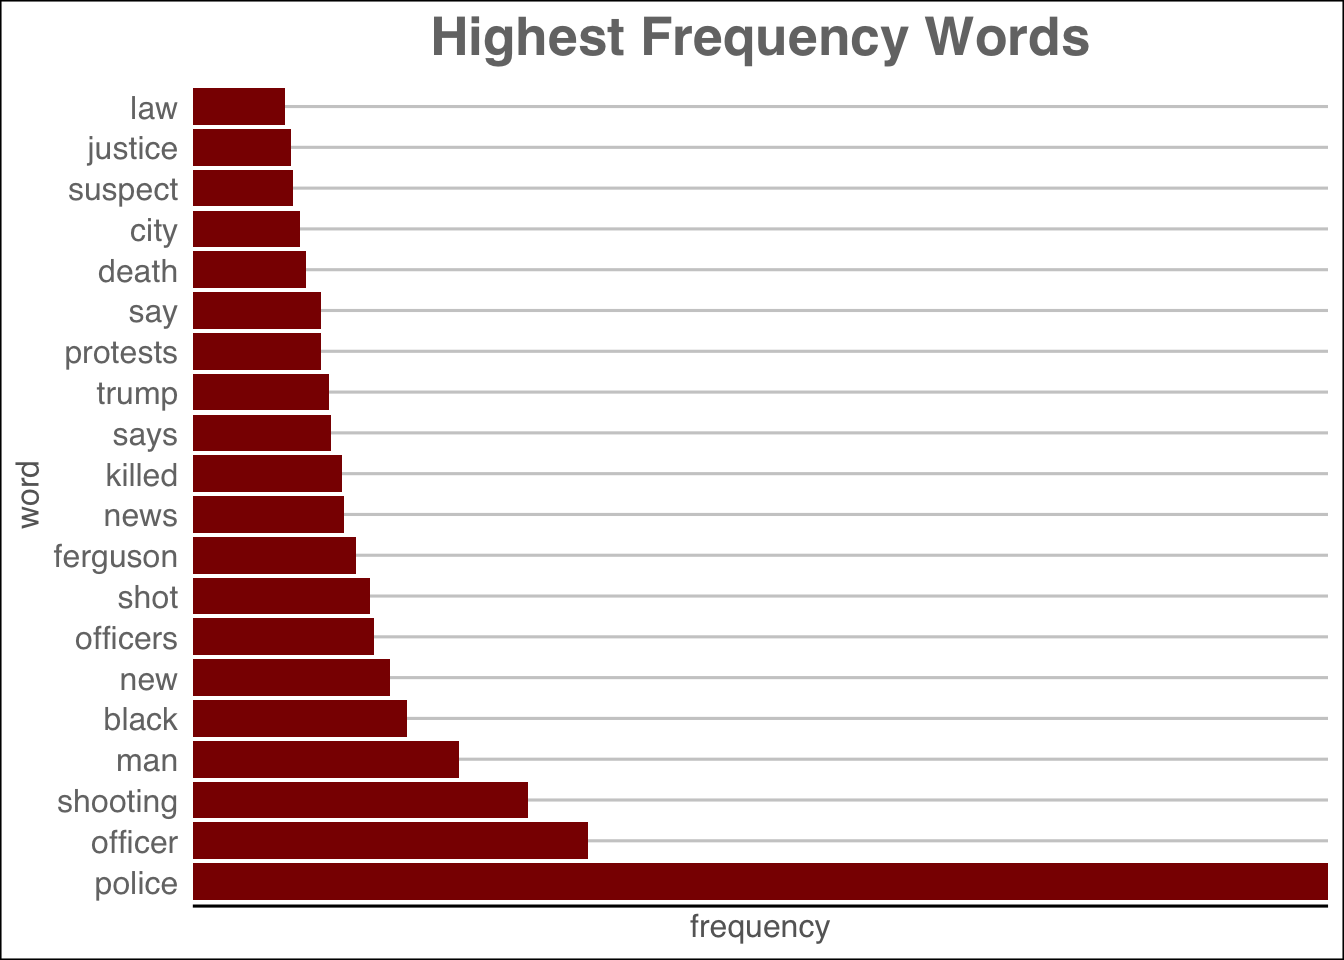 Highest Frequency Words
law
justice
suspect
city
death
say
protests
trump
says
killed
news
ferguson
shot
officers
new
black
man
shooting
officer
police
word
frequency